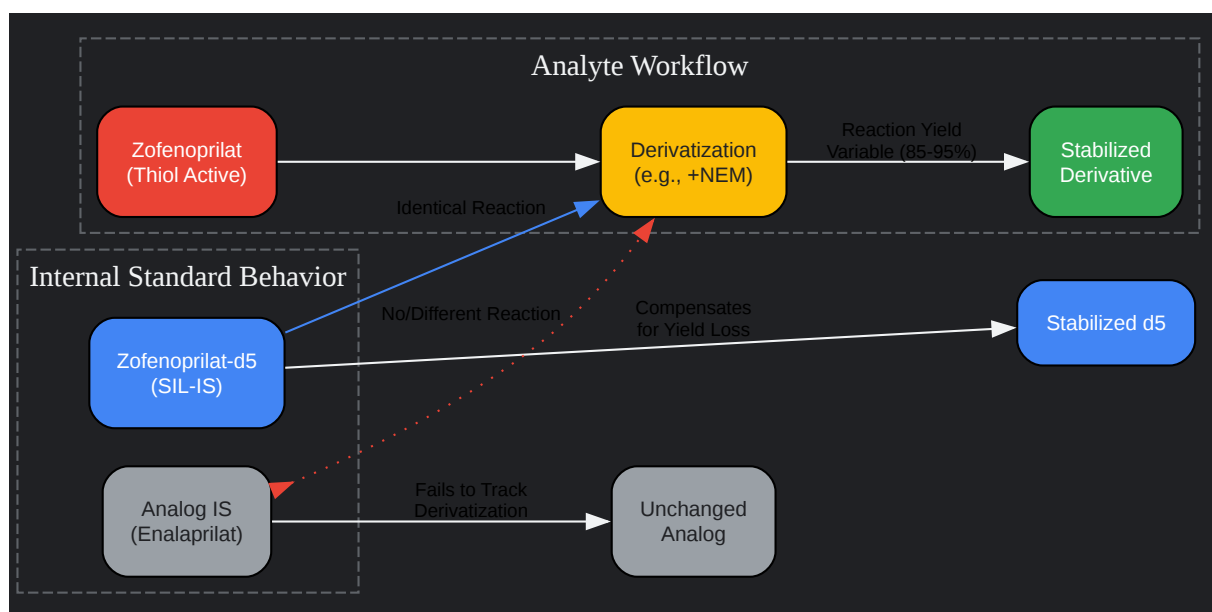 Analyte Workflow
Zofenoprilat
(Thiol Active)
Derivatization
(e.g., +NEM)
Reaction Yield
Variable (85-95%)
Stabilized
Derivative
Identical Reaction
Internal Standard Behavior
No/Different Reaction
Compensates
for Yield Loss
Stabilized d5
Zofenoprilat-d5
(SIL-IS)
Analog IS
(Enalaprilat)
Fails to Track
Derivatization
Unchanged
Analog